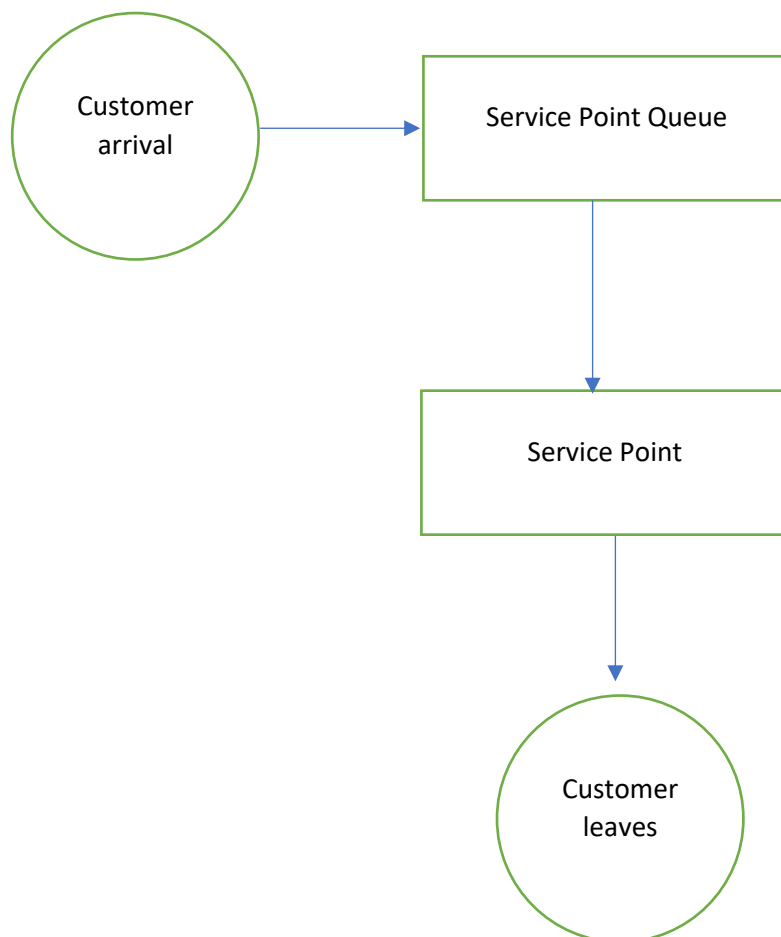 Customer
arrival
Service Point Queue
Service Point
Customer
leaves